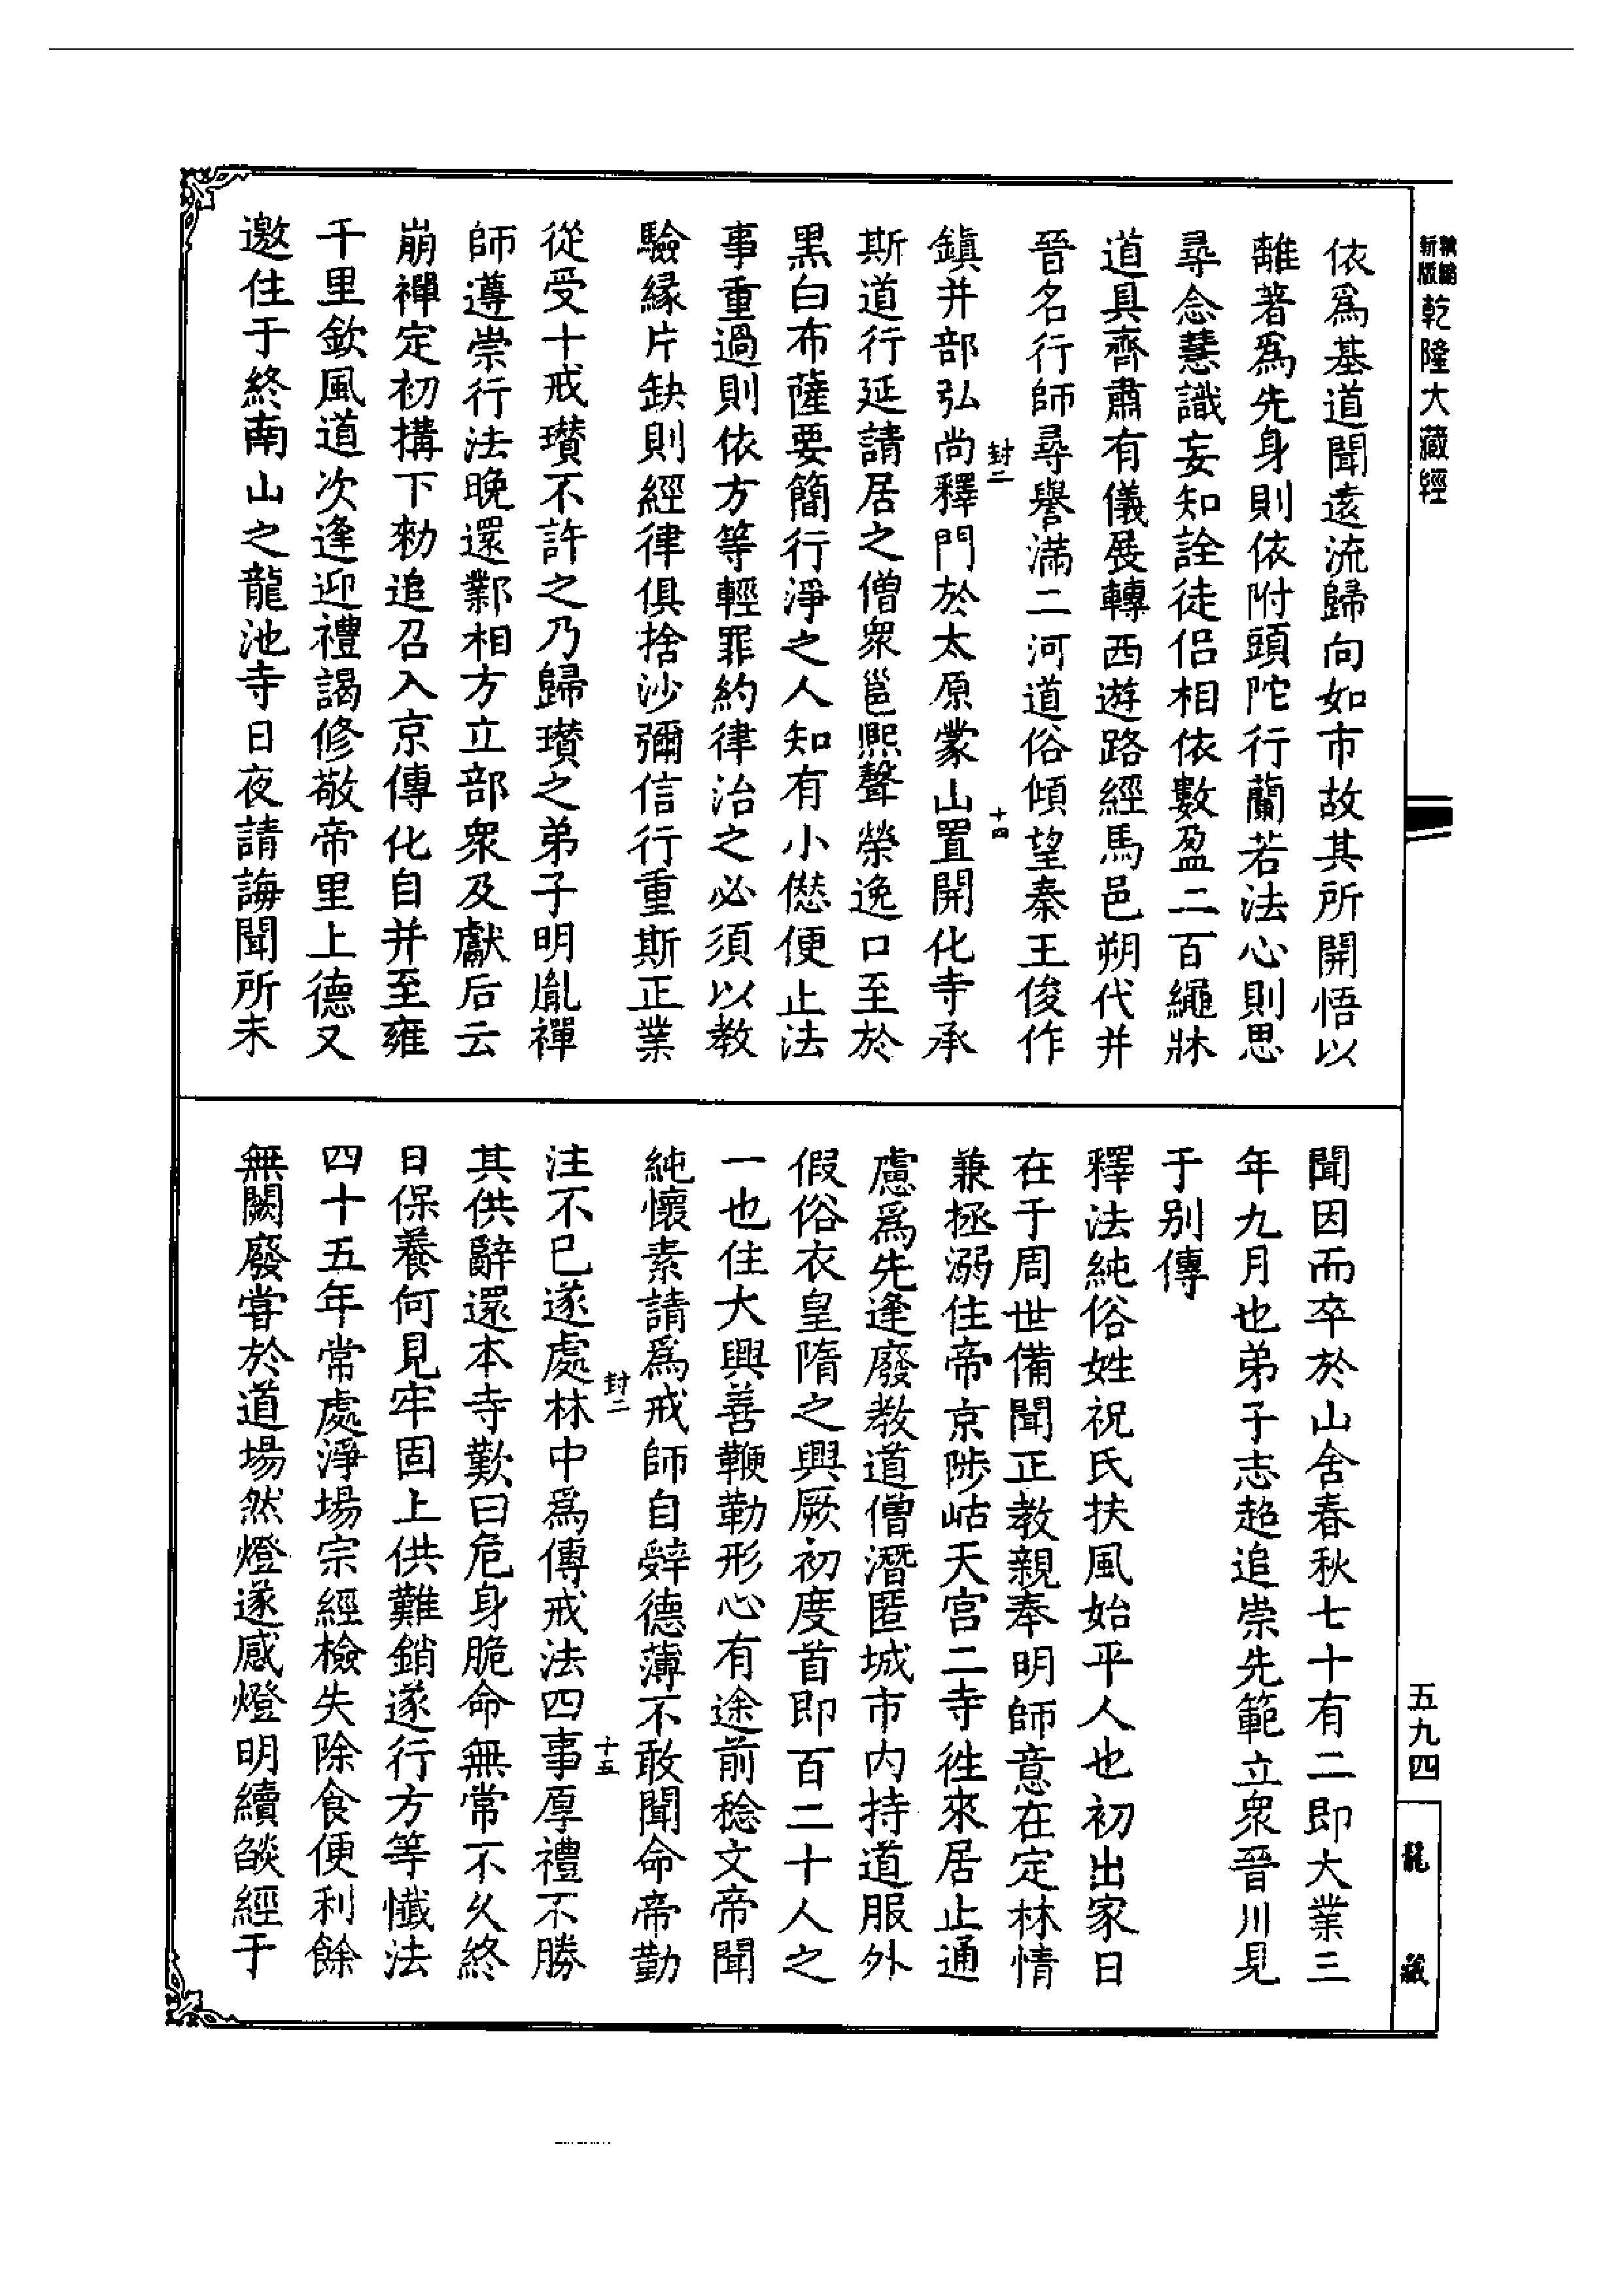 新版
精縮
乾隆大藏經
依爲基道聞遠流歸向如市故其所開悟以
離著爲先身則依附頭陀行蘭若法心則思
尋念慧識妄知詮徒侣相依數盈二百繩牀
道具齊肅有儀展轉西遊路經馬邑朔代并
晉名行師尋譽滿二河道俗傾望秦王俊作
封二
十四
鎮并部弘尚釋門於太原蒙山置開化寺承
斯道行延請居之僧衆邕熙聲榮逸口至於
黒白布薩要簡行淨之人知有小僽便止法
事重過則依方等輕罪約律治之必須以教
驗緣片缺則經律俱捨沙彌信行重斯正業
從受十戒瓚不許之乃歸瓚之弟子明胤禪
師遵崇行法晚還鄴相方立部衆及獻后云
崩禪定初搆下勑追召入京傳化自并至雍
千里欽風道次逢迎禮謁修敬帝里上德又
邀住于終南山之龍池寺日夜請誨聞所未
聞因而卒於山舍春秋七十有二即大業三
年九月也弟子志超追崇先範立衆晉川見
于别傳
釋法純俗姓祝氏扶風始平人也初出家日
在于周世備聞正教親奉明師意在定林情
兼拯溺住帝京陟岵天宫二寺徃來居止通
慮爲先逢廢教道僧潛匿城市内持道服外
假俗衣皇隋之興厥初度首即百二十人之
一也住大興善鞭勒形心有途前稔文帝聞
純懷素請爲戒師自辤德薄不敢聞命帝勤
封二
十五
注不已遂處林中爲傳戒法四事厚禮不勝
其供辭還本寺歎曰危身脆命無常不久終
日保養何見牢固上供難銷遂行方等懺法
四十五年常處淨場宗經檢失除食便利餘
無闕廢甞於道場然燈遂感燈明續燄經于
五九四
龍藏